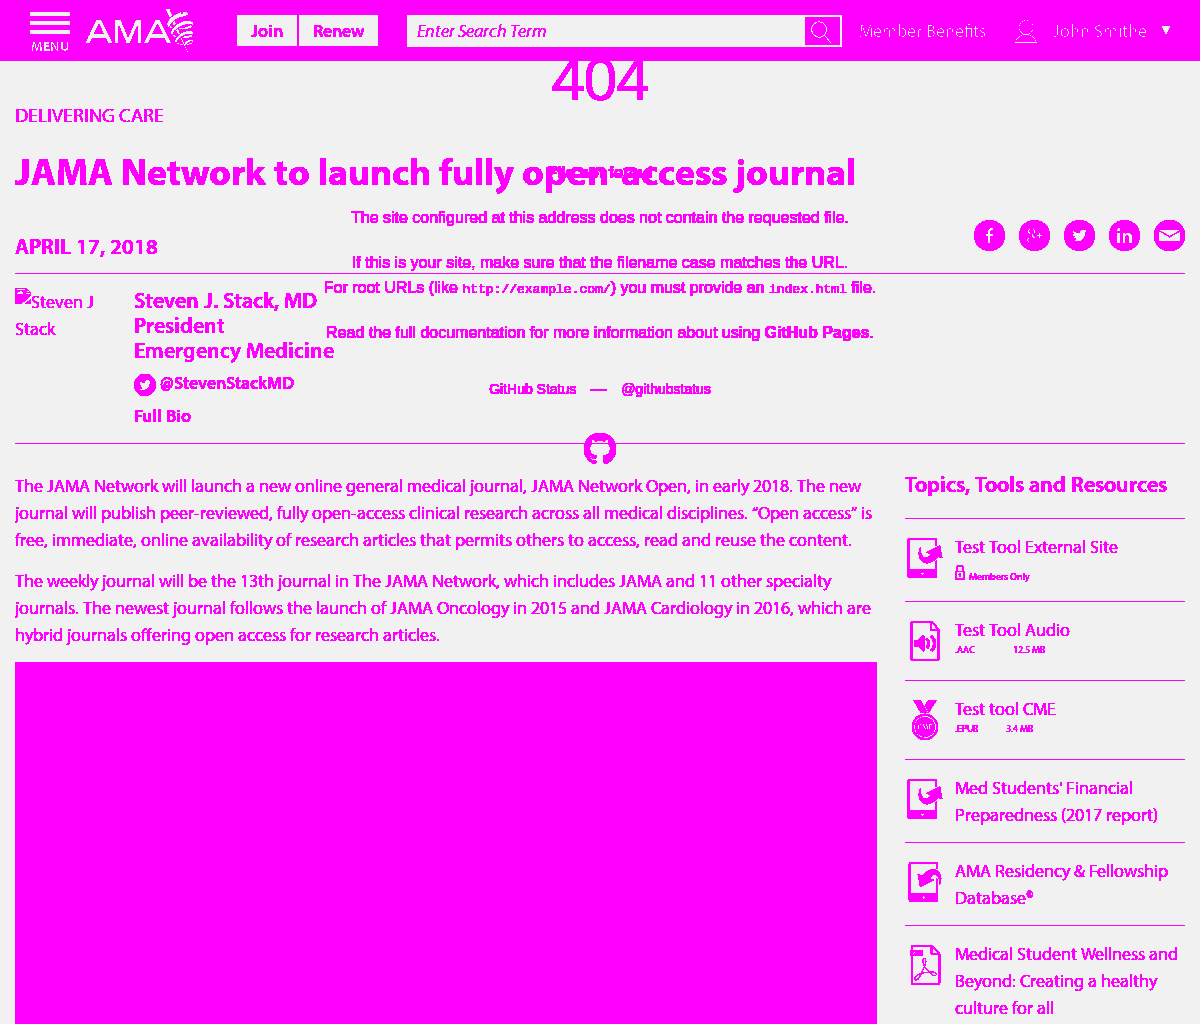 MENU
AMA
Join
Renew
Enter Search Term
Member Benefits
John Smithe
404
DELIVERING CARE
JAMA Network to launch fully open-access journal
The site configured at this address does not contain the requested file.
APRIL 17, 2018
If this is your site, make sure that the filename case matches the URL.
For root URLs (like http://example.com/) you must provide an index.html file.
Read the full documentation for more information about using GitHub Pages.
GitHub Status — @githubstatus
Steven J
Stack
Steven J. Stack, MD
President
Emergency Medicine
@StevenStackMD
Full Bio
The JAMA Network will launch a new online general medical journal, JAMA Network Open, in early 2018. The new
journal will publish peer-reviewed, fully open-access clinical research across all medical disciplines. “Open access” is
free, immediate, online availability of research articles that permits others to access, read and reuse the content.
The weekly journal will be the 13th journal in The JAMA Network, which includes JAMA and 11 other specialty
journals. The newest journal follows the launch of JAMA Oncology in 2015 and JAMA Cardiology in 2016, which are
hybrid journals offering open access for research articles.
Topics, Tools and Resources
Test Tool External Site
Members Only
Test Tool Audio
.AAC 12.5 MB
Test tool CME
.EPUB 3.4 MB
Med Students' Financial
Preparedness (2017 report)
AMA Residency & Fellowship
Database®
Medical Student Wellness and
Beyond: Creating a healthy
culture for all